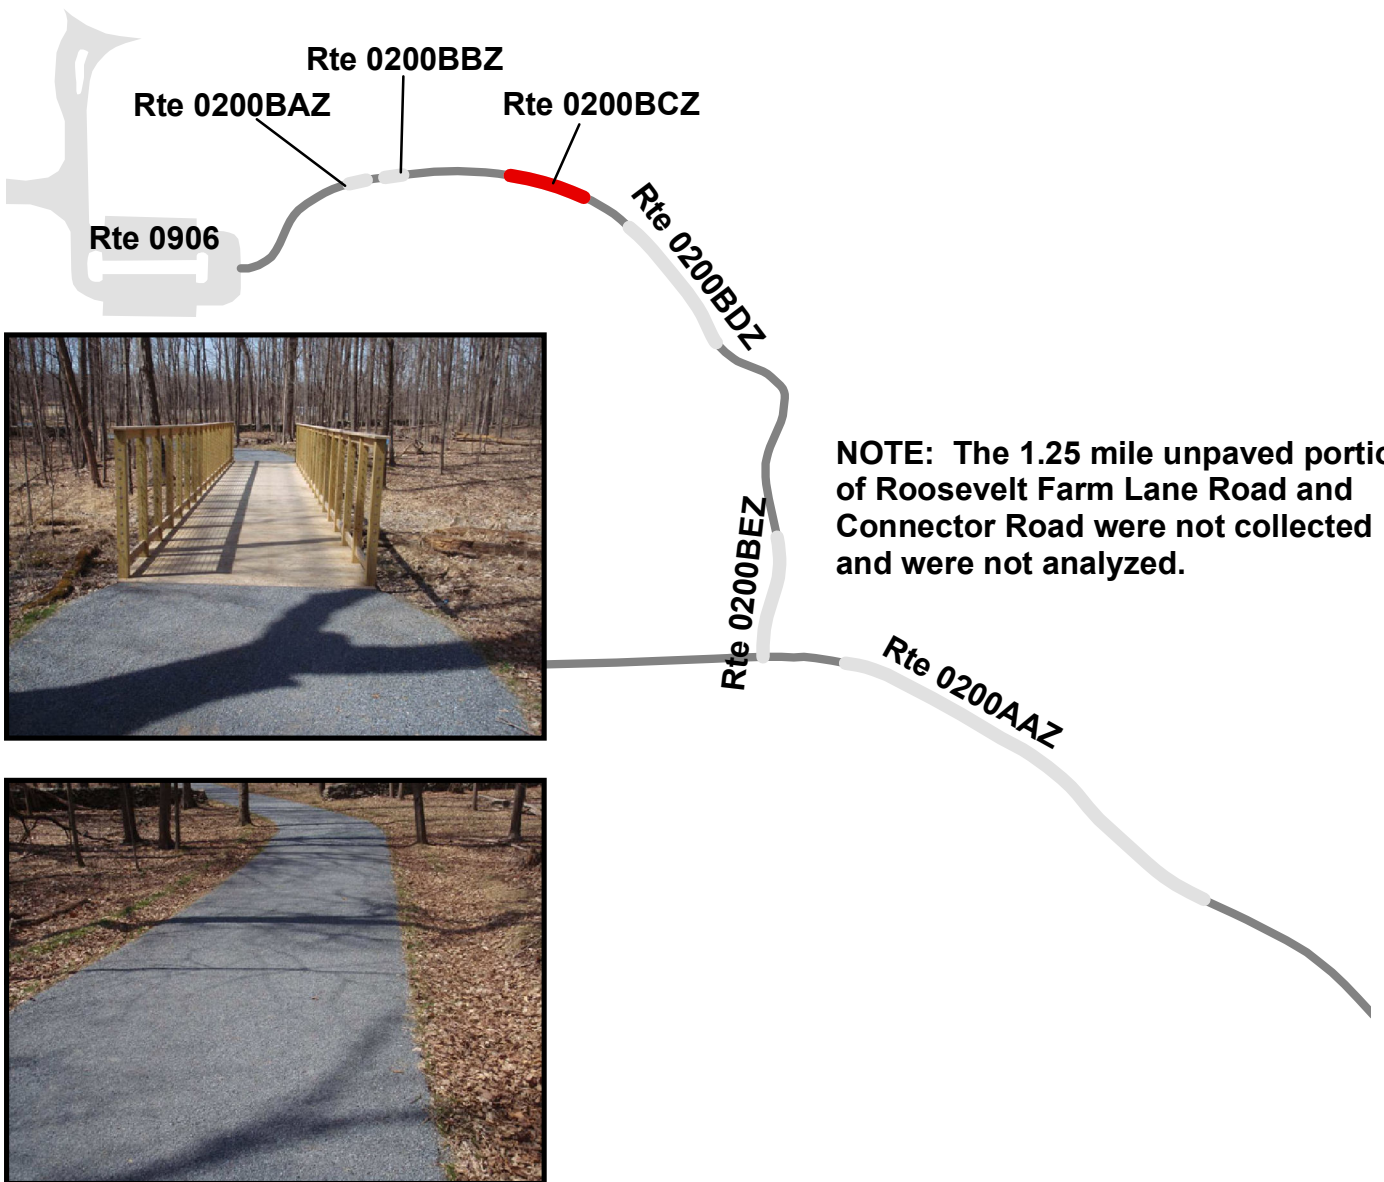 Rte 0200BBZ
Rte 0200BAZ
Rte 0200BCZ
Rte 0200BDZ
Rte 0906
NOTE: The 1.25 mile unpaved portio
of Roosevelt Farm Lane Road and
Connector Road were not collected
and were not analyzed.
Rte 0200BEZ
Rte 0200AAZ